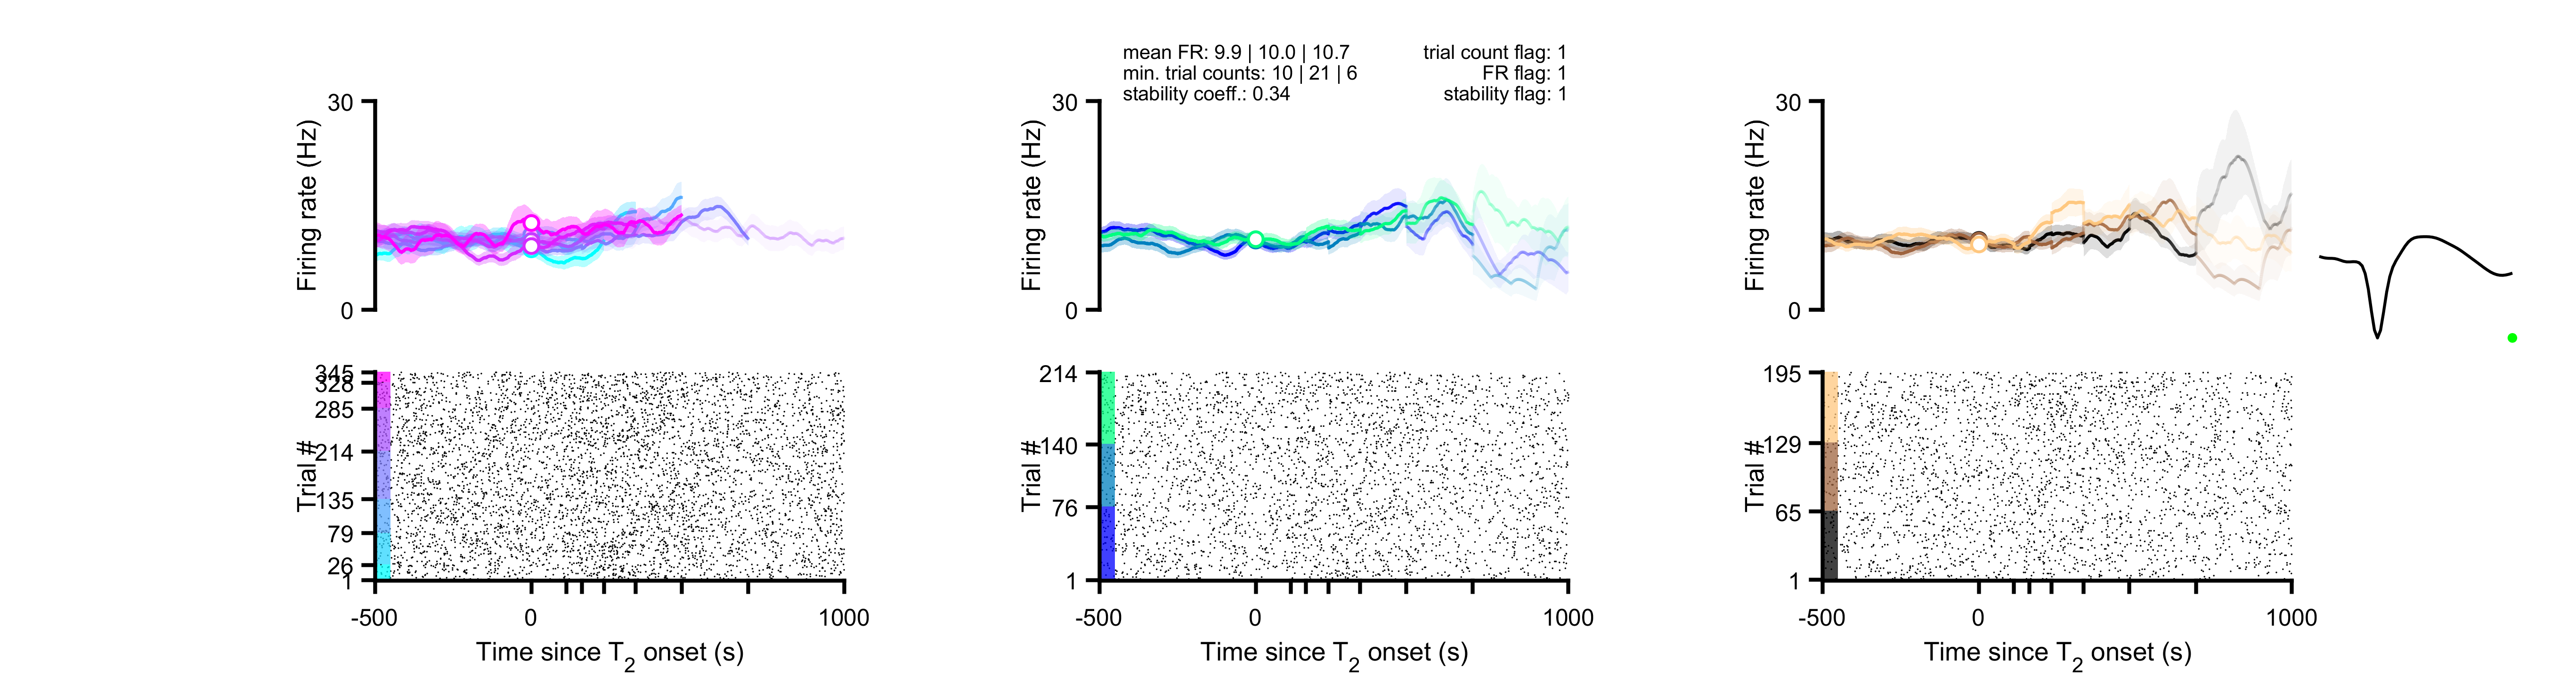 mean FR: 9.9 | 10.0 | 10.7
min. trial counts: 10 | 21 | 6
stability coeff.: 0.34
trial count flag: 1
FR flag: 1
stability flag: 1
30
Firing rate (Hz)
0
30
Firing rate (Hz)
0
30
Firing rate (Hz)
0
345
328
285
214
135
79
26
1
Trial #
-500
0
1000
Time since T2 onset (s)
214
140
76
1
Trial #
-500
0
1000
Time since T2 onset (s)
195
129
65
1
Trial #
-500
0
1000
Time since T2 onset (s)